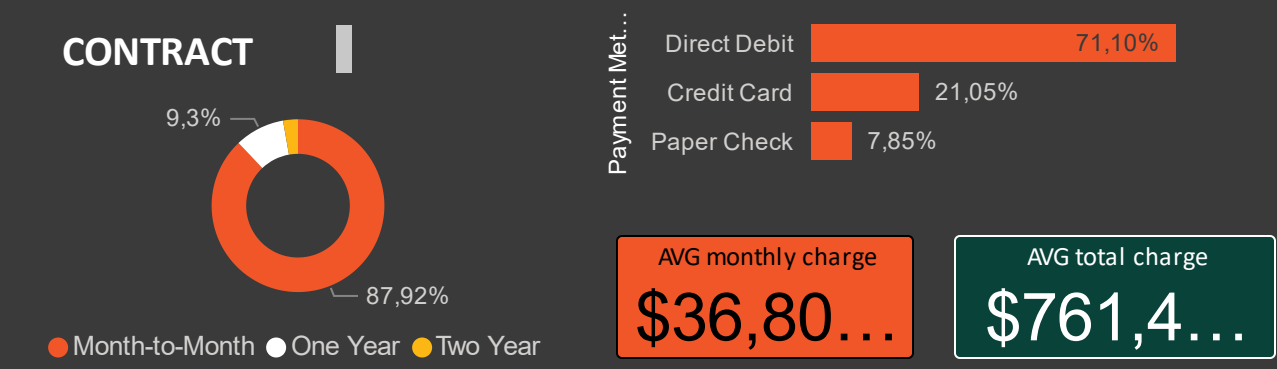 CONTRACT
9,3%
87,92%
Month-to-Month One Year Two Year
Payment Met...
Direct Debit 71,10%
Credit Card 21,05%
Paper Check 7,85%
AVG monthly charge
$36,80...
AVG total charge
$761,4...